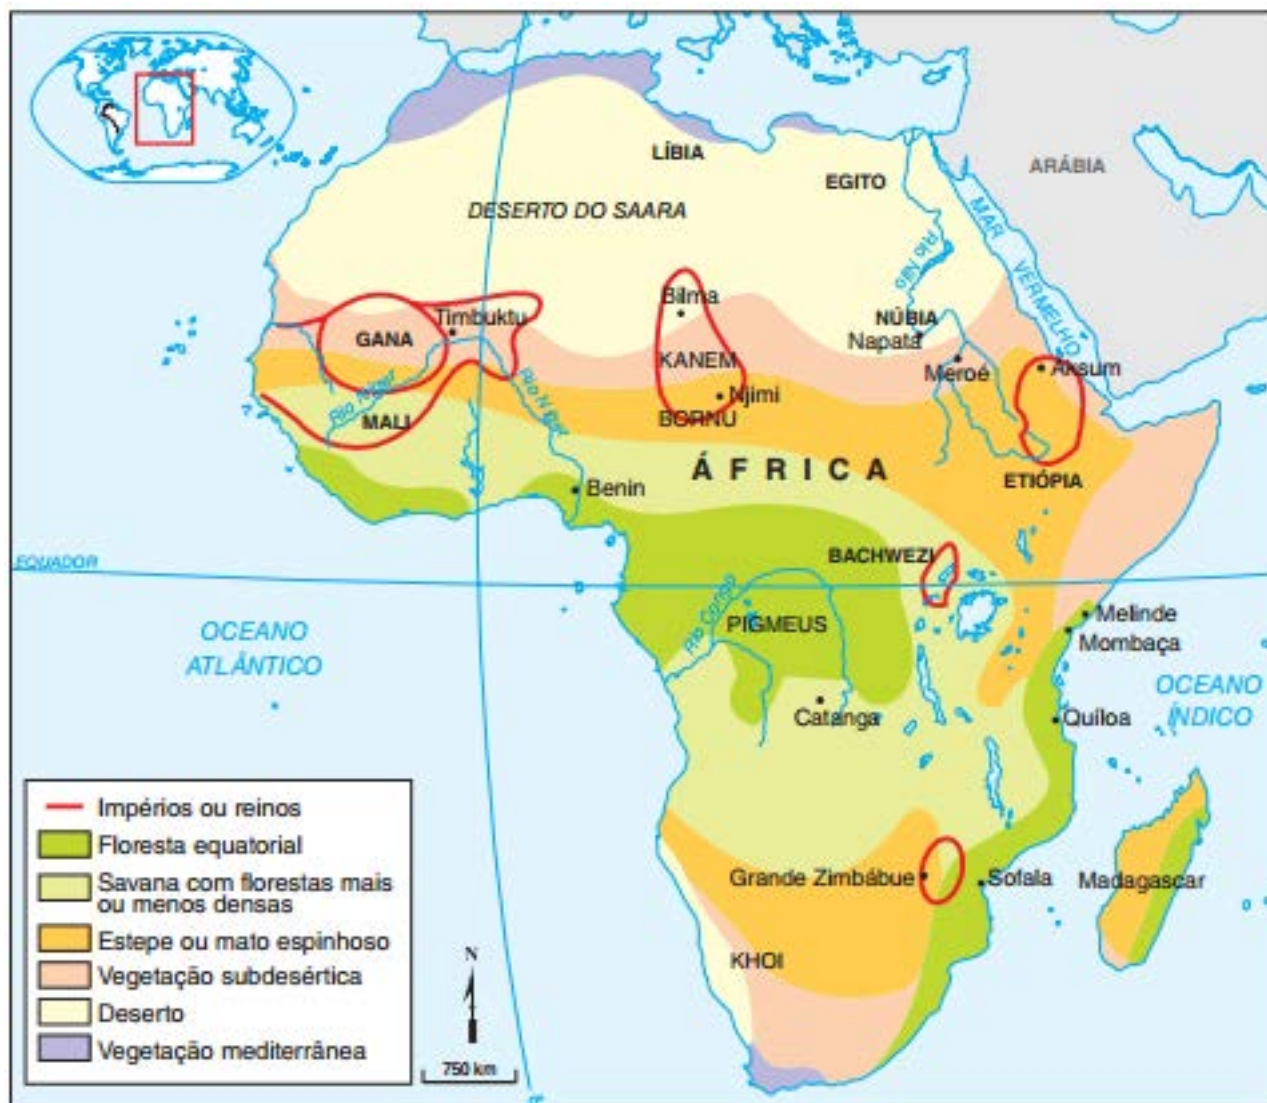 LÍBIA
EGITO
ARÁBIA
DESERTO DO SAARA
MAR VERMELHO
Rio Nilo
Bilma
GANA
Timbuktu
NÚBIA
Napata
KANEM
Meroé
Aksum
Rio Níger
Rio Níger
Njimi
MALI
BORNU
ÁFRICA
ETIÓPIA
Benin
EQUADOR
BACHWEZI
Rio Congo
PIGMEUS
Melinde
Mombaça
OCEANO
ATLÂNTICO
OCEANO
ÍNDICO
Catanga
Quíloa
Grande Zimbábue
Sofala
Madagascar
KHOI
Impérios ou reinos
Floresta equatorial
Savana com florestas mais
ou menos densas
Estepe ou mato espinhoso
Vegetação subdesértica
Deserto
Vegetação mediterrânea
N
750 km
0°